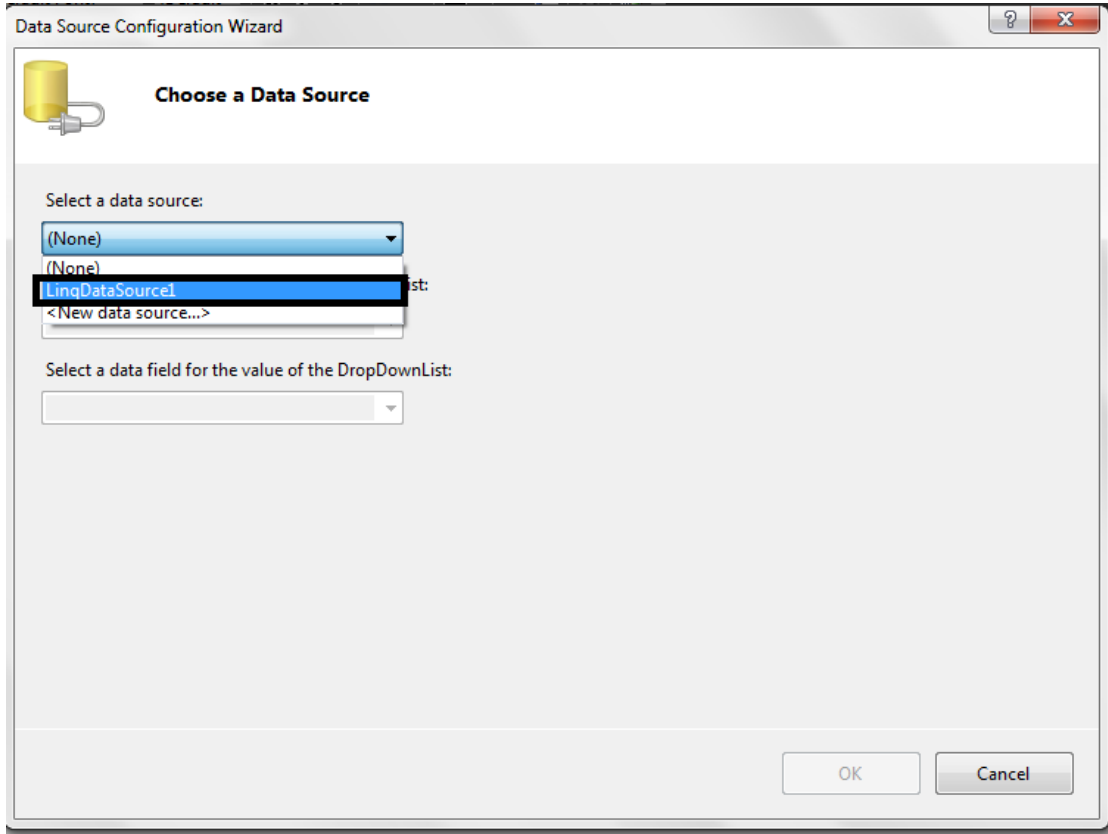 Data Source Configuration Wizard
Choose a Data Source
Select a data source:
(None)
(None)
LinqDataSource1
ist:
<New data source...>
Select a data field for the value of the DropDownList:
OK
Cancel